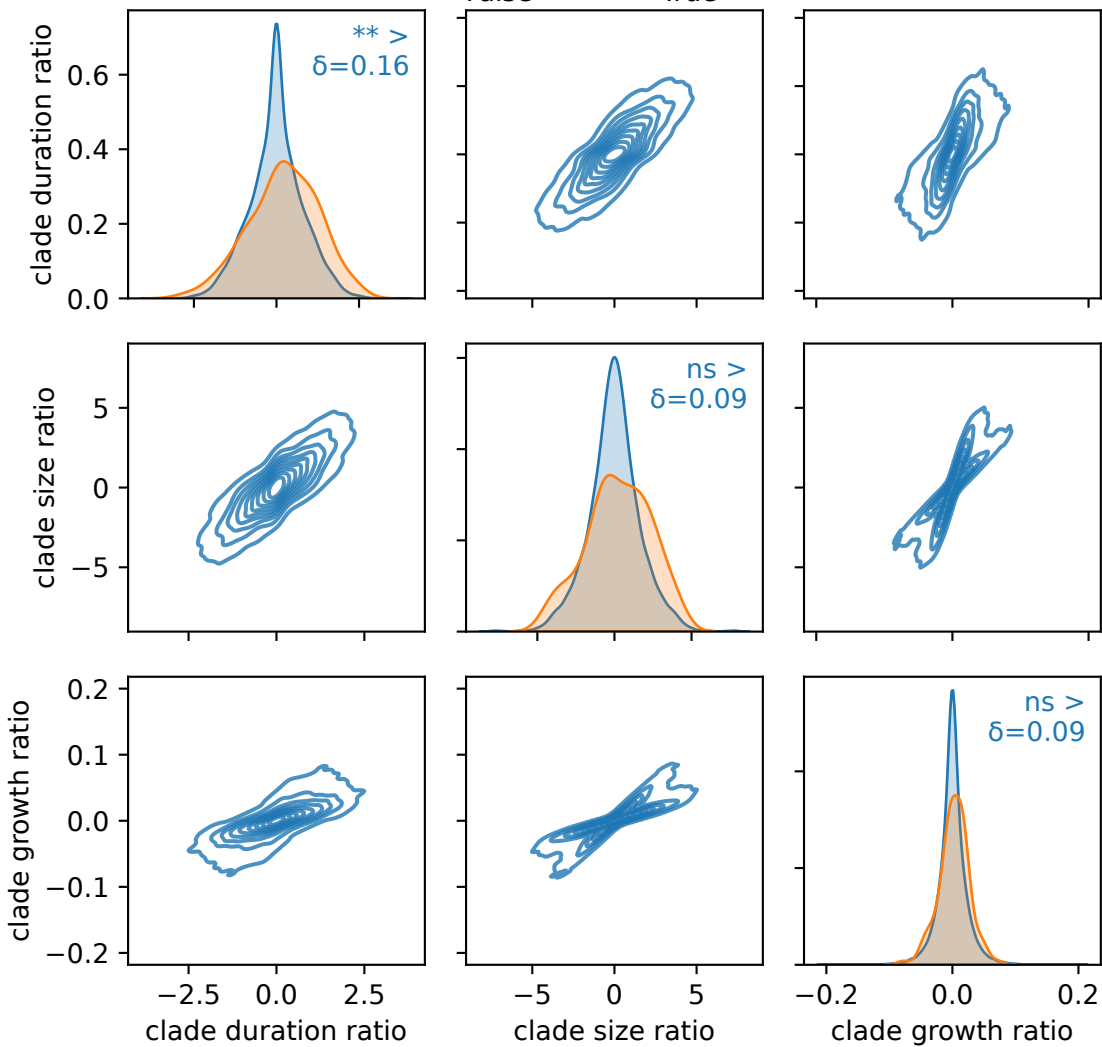 ** >
δ=0.16
clade duration ratio
0.6
0.4
0.2
0.0
ns >
δ=0.09
clade size ratio
5
0
−5
ns >
δ=0.09
clade growth ratio
0.2
0.1
0.0
−0.1
−0.2
−2.5 0.0 2.5
−5 0 5
−0.2 0.0 0.2
clade duration ratio
clade size ratio
clade growth ratio